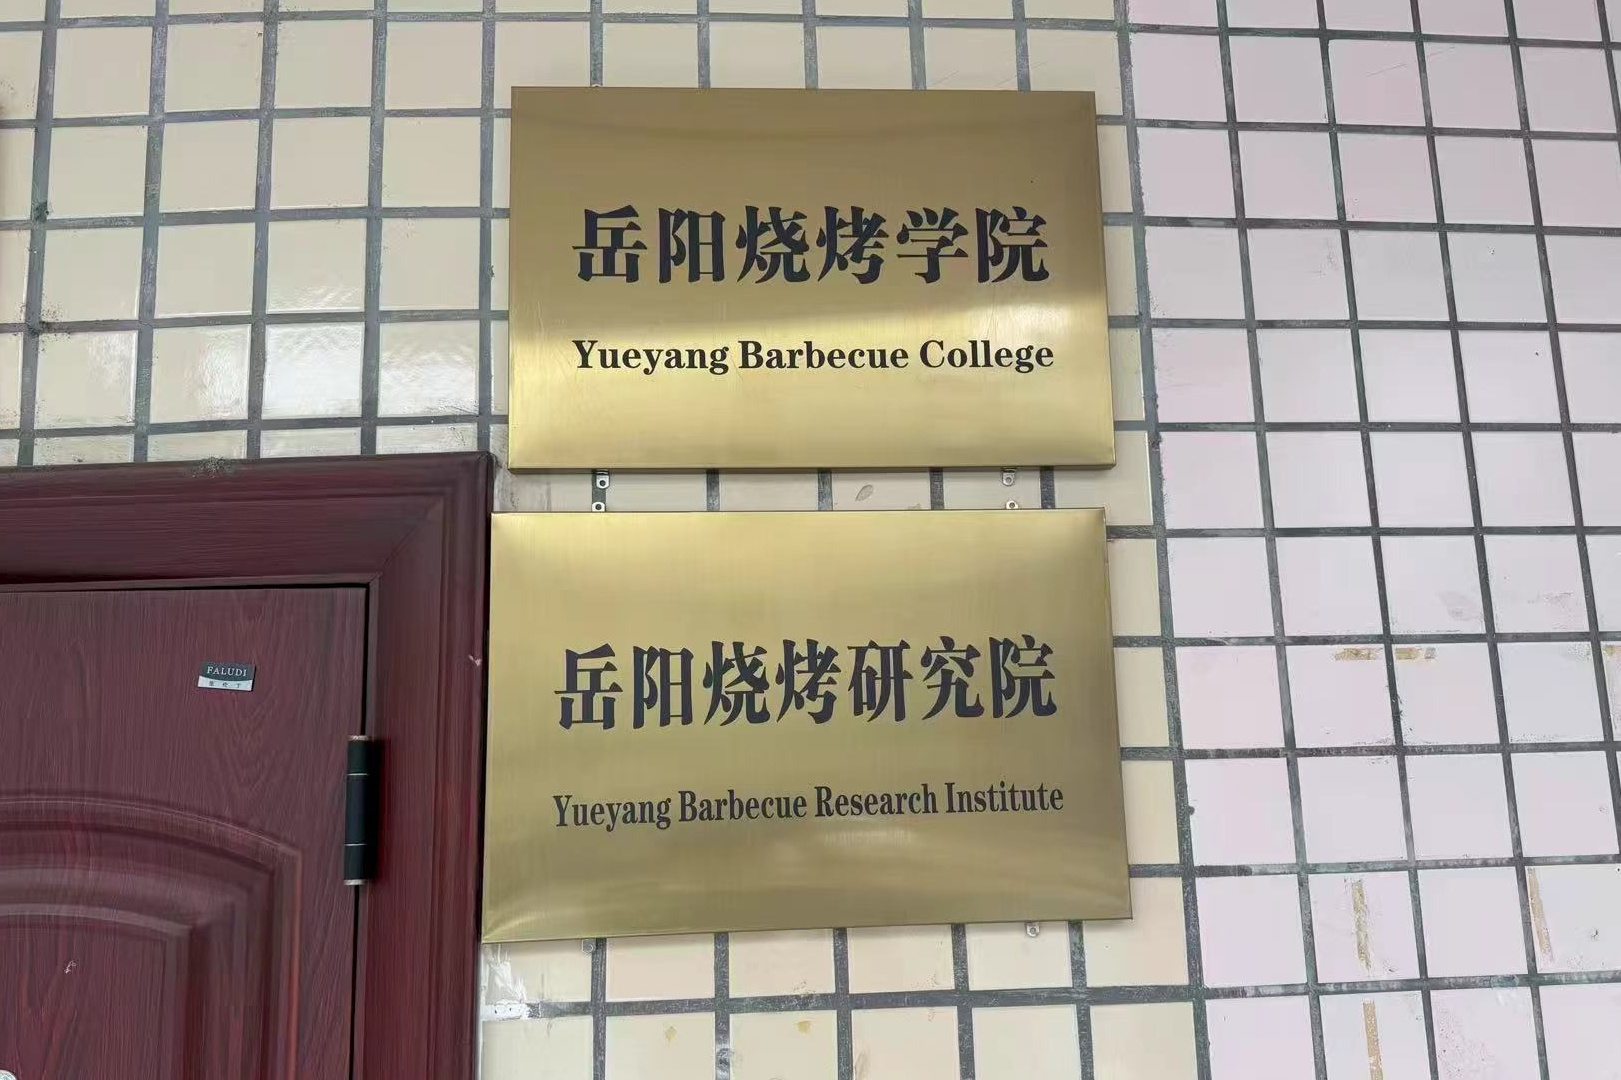 岳阳烧烤学院
Yueyang Barbecue College
岳阳烧烤研究院
Yueyang Barbecue Research Institute
FALUDI